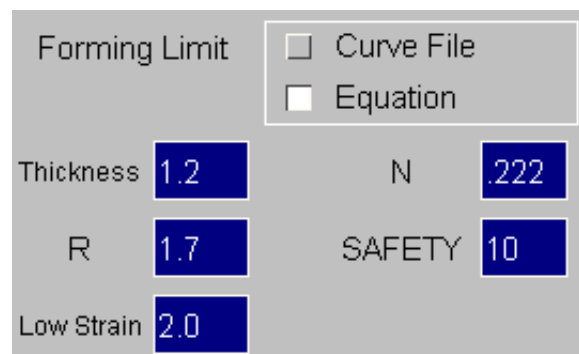 Forming Limit
Curve File
Equation
Thickness 1.2 N .222
R 1.7 SAFETY 10
Low Strain 2.0